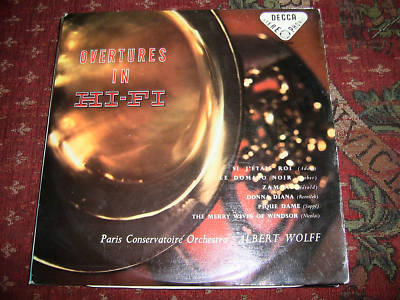 DECCA
OVERTURES
IN
HI-FI
SI J'ÉTAIS ROI (Adam)
LE DOMINO NOIR (Auber)
ZAMPA (Hérold)
DONNA DIANA (Reznicek)
PIQUE DAME (Suppé)
THE MERRY WIVES OF WINDSOR (Nicolai)
Paris Conservatoire Orchestra ALBERT WOLFF